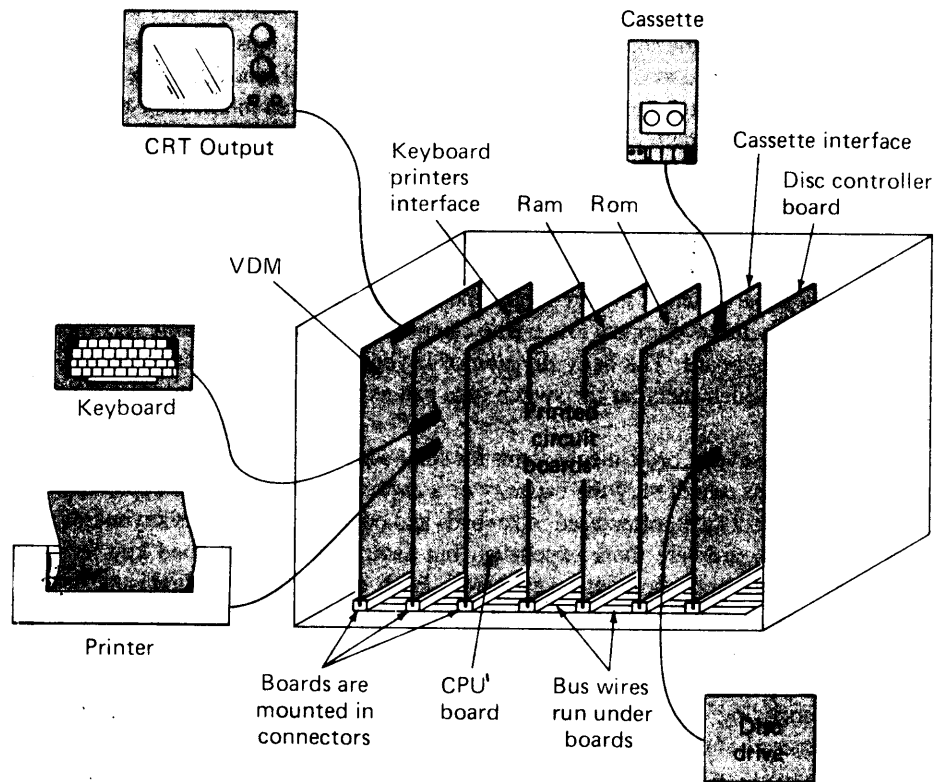 Cassette
CRT Output
Keyboard
printers
interface
Ram
Rom
Cassette interface
Disc controller
board
VDM
Keyboard
Printed
circuit
boards
Printer
Boards are
mounted in
connectors
CPU
board
Bus wires
run under
boards
Disc
drive